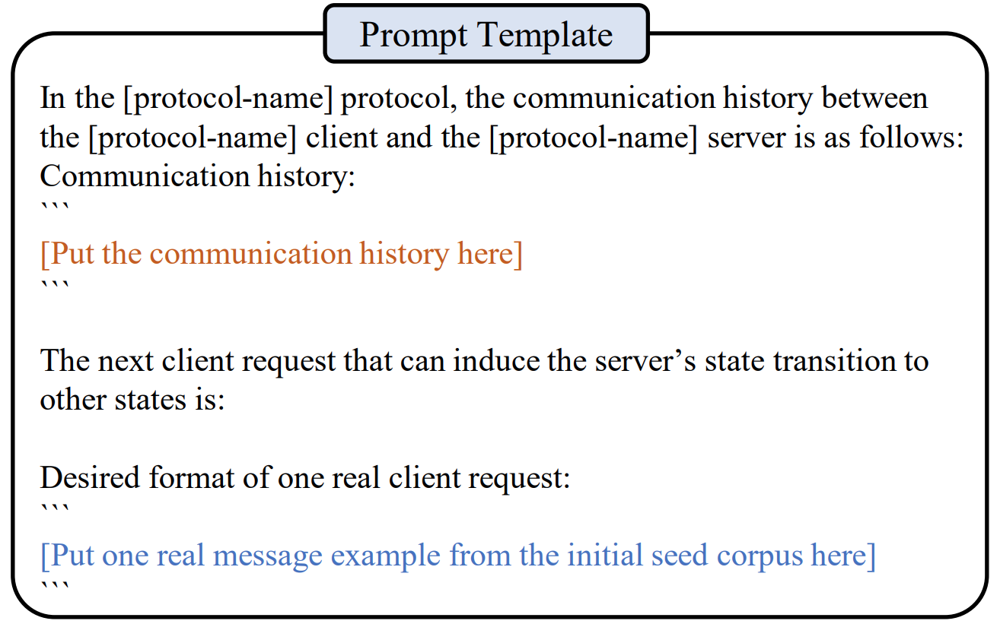 Prompt Template
In the [protocol-name] protocol, the communication history between
the [protocol-name] client and the [protocol-name] server is as follows:
Communication history:
```
[Put the communication history here]
```
The next client request that can induce the server’s state transition to
other states is:
Desired format of one real client request:
```
[Put one real message example from the initial seed corpus here]
```